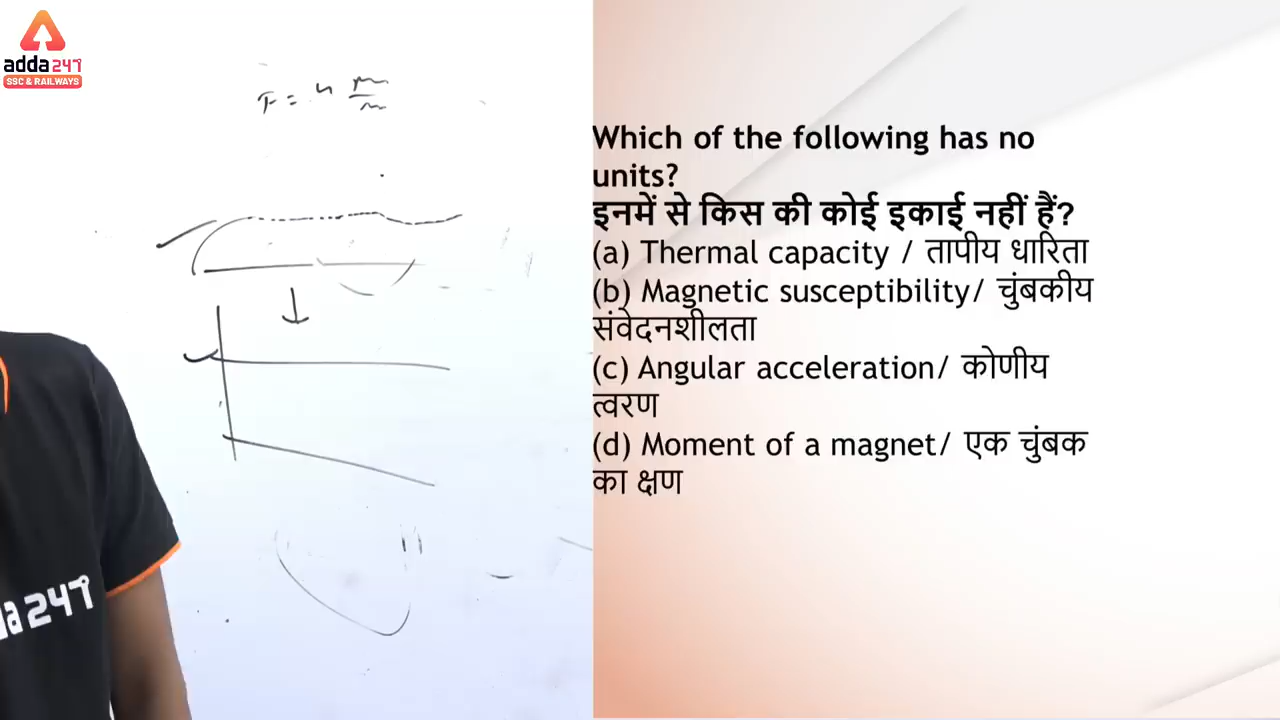 adda247
SSC & RAILWAYS
Which of the following has no
units?
इनमें से किस की कोई इकाई नहीं हैं?
(a) Thermal capacity / तापीय धारिता
(b) Magnetic susceptibility/ चुंबकीय
संवेदनशीलता
(c) Angular acceleration/ कोणीय
त्वरण
(d) Moment of a magnet/ एक चुंबक
का क्षण
a247